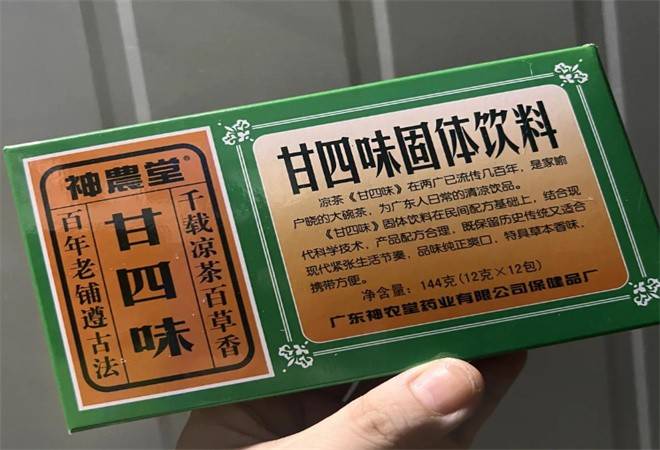 神農堂®
千载凉茶百草香
甘四味
百年老铺遵古法
甘四味固体饮料
凉茶《甘四味》在两广已流传几百年，是家喻
户晓的大碗茶，为广东人日常的清凉饮品。
《甘四味》固体饮料在民间配方基础上，结合现
代科学技术，产品配方合理，既保留历史传统又适合
现代紧张生活节奏，品味纯正爽口，特具草本香味，
携带方便。
净含量：144克(12克×12包)
广东神农堂药业有限公司保健品厂